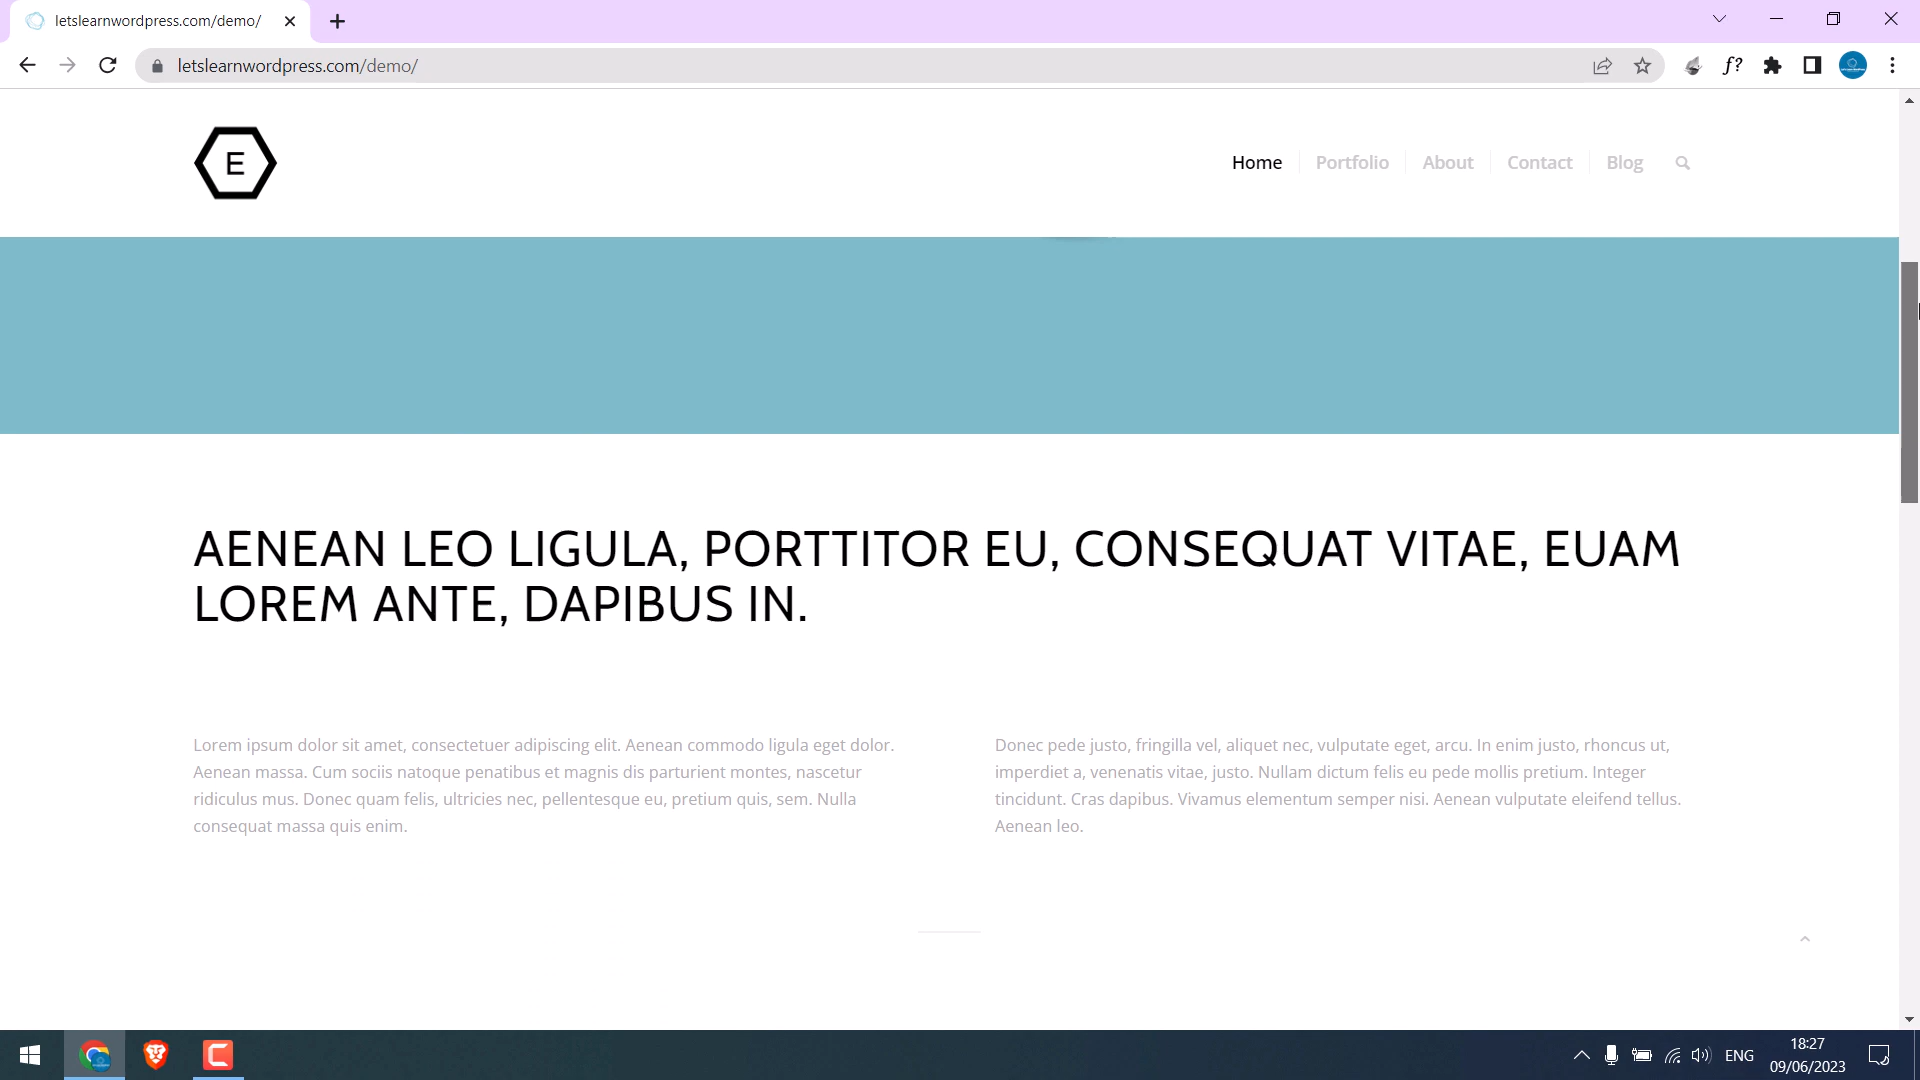 letslearnwordpress.com/demo/
letslearnwordpress.com/demo/
f?
E
Home Portfolio About Contact Blog
AENEAN LEO LIGULA, PORTTITOR EU, CONSEQUAT VITAE, EUAM
LOREM ANTE, DAPIBUS IN.
Lorem ipsum dolor sit amet, consectetuer adipiscing elit. Aenean commodo ligula eget dolor.
Aenean massa. Cum sociis natoque penatibus et magnis dis parturient montes, nascetur
ridiculus mus. Donec quam felis, ultricies nec, pellentesque eu, pretium quis, sem. Nulla
consequat massa quis enim.
Donec pede justo, fringilla vel, aliquet nec, vulputate eget, arcu. In enim justo, rhoncus ut,
imperdiet a, venenatis vitae, justo. Nullam dictum felis eu pede mollis pretium. Integer
tincidunt. Cras dapibus. Vivamus elementum semper nisi. Aenean vulputate eleifend tellus.
Aenean leo.
ENG
18:27
09/06/2023